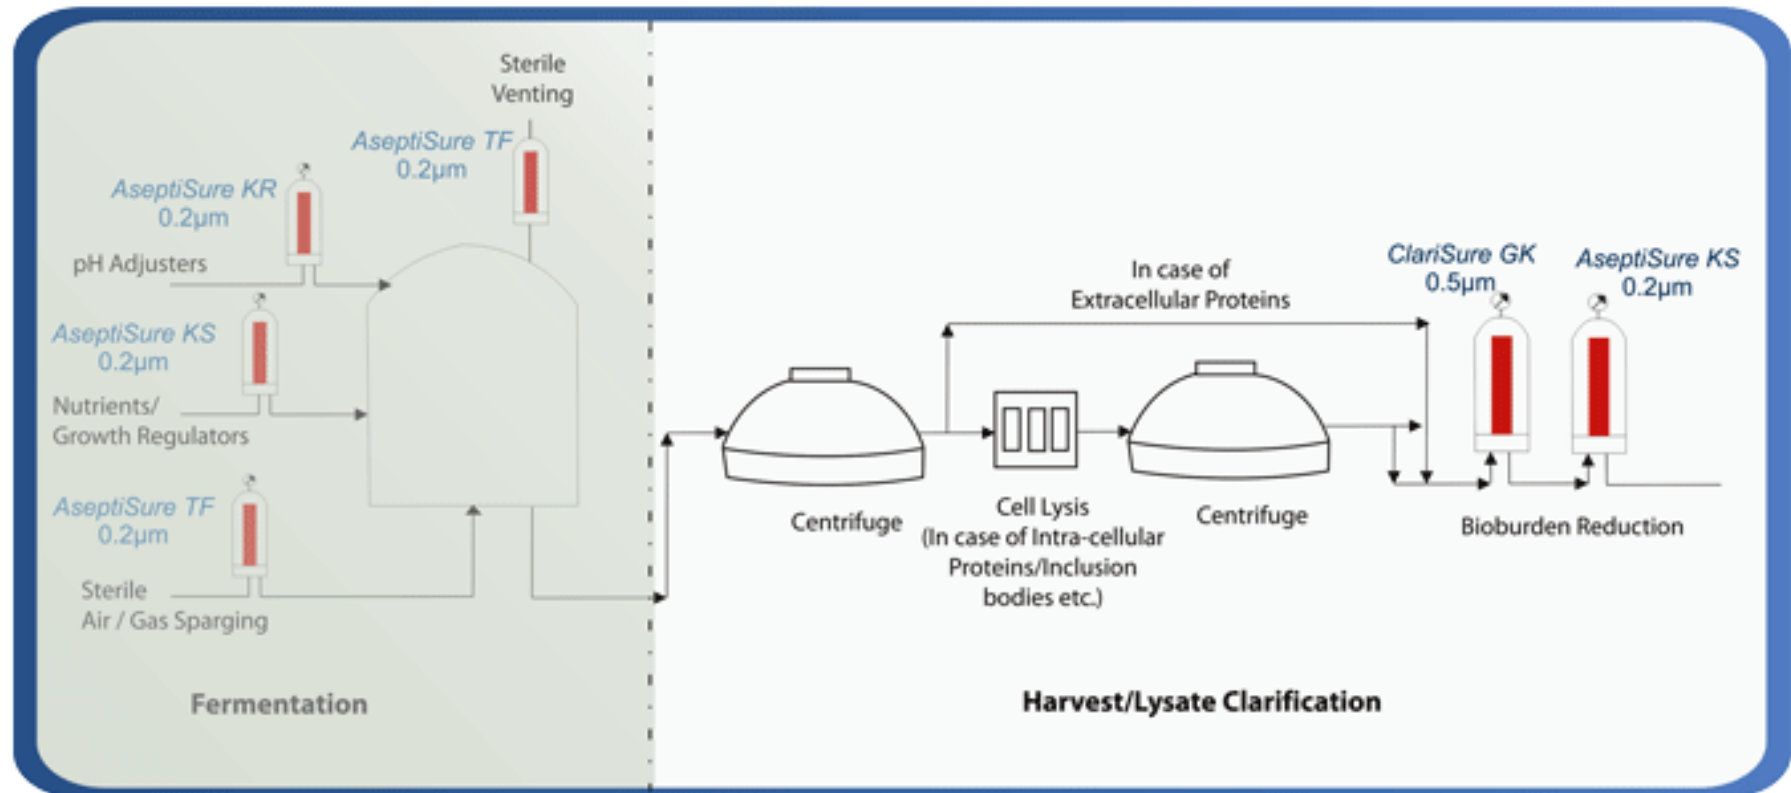 Sterile
Venting
AseptiSure TF
0.2µm
AseptiSure KR
0.2µm
pH Adjusters
AseptiSure KS
0.2µm
Nutrients/
Growth Regulators
AseptiSure TF
0.2µm
Sterile
Air / Gas Sparging
Fermentation
In case of
Extracellular Proteins
Centrifuge
Cell Lysis
(In case of Intra-cellular
Proteins/Inclusion
bodies etc.)
Centrifuge
ClariSure GK
0.5µm
AseptiSure KS
0.2µm
Bioburden Reduction
Harvest/Lysate Clarification